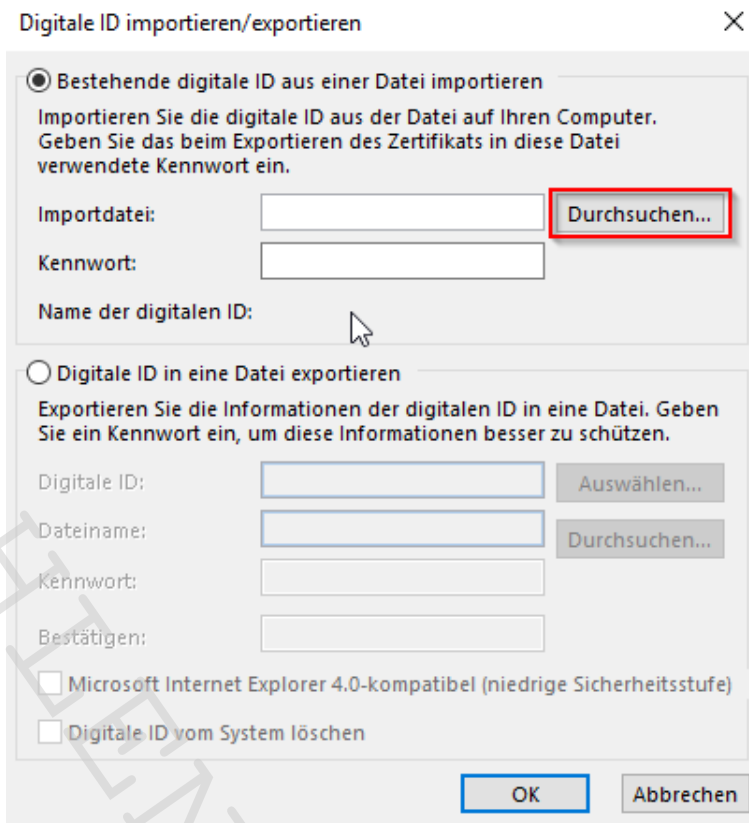 Digitale ID importieren/exportieren
Bestehende digitale ID aus einer Datei importieren
Importieren Sie die digitale ID aus der Datei auf Ihren Computer.
Geben Sie das beim Exportieren des Zertifikats in diese Datei
verwendete Kennwort ein.
Importdatei: Durchsuchen...
Kennwort:
Name der digitalen ID:
Digitale ID in eine Datei exportieren
Exportieren Sie die Informationen der digitalen ID in eine Datei. Geben
Sie ein Kennwort ein, um diese Informationen besser zu schützen.
Digitale ID: Auswählen...
Dateiname: Durchsuchen...
Kennwort:
Bestätigen:
Microsoft Internet Explorer 4.0-kompatibel (niedrige Sicherheitsstufe)
Digitale ID vom System löschen
OK Abbrechen